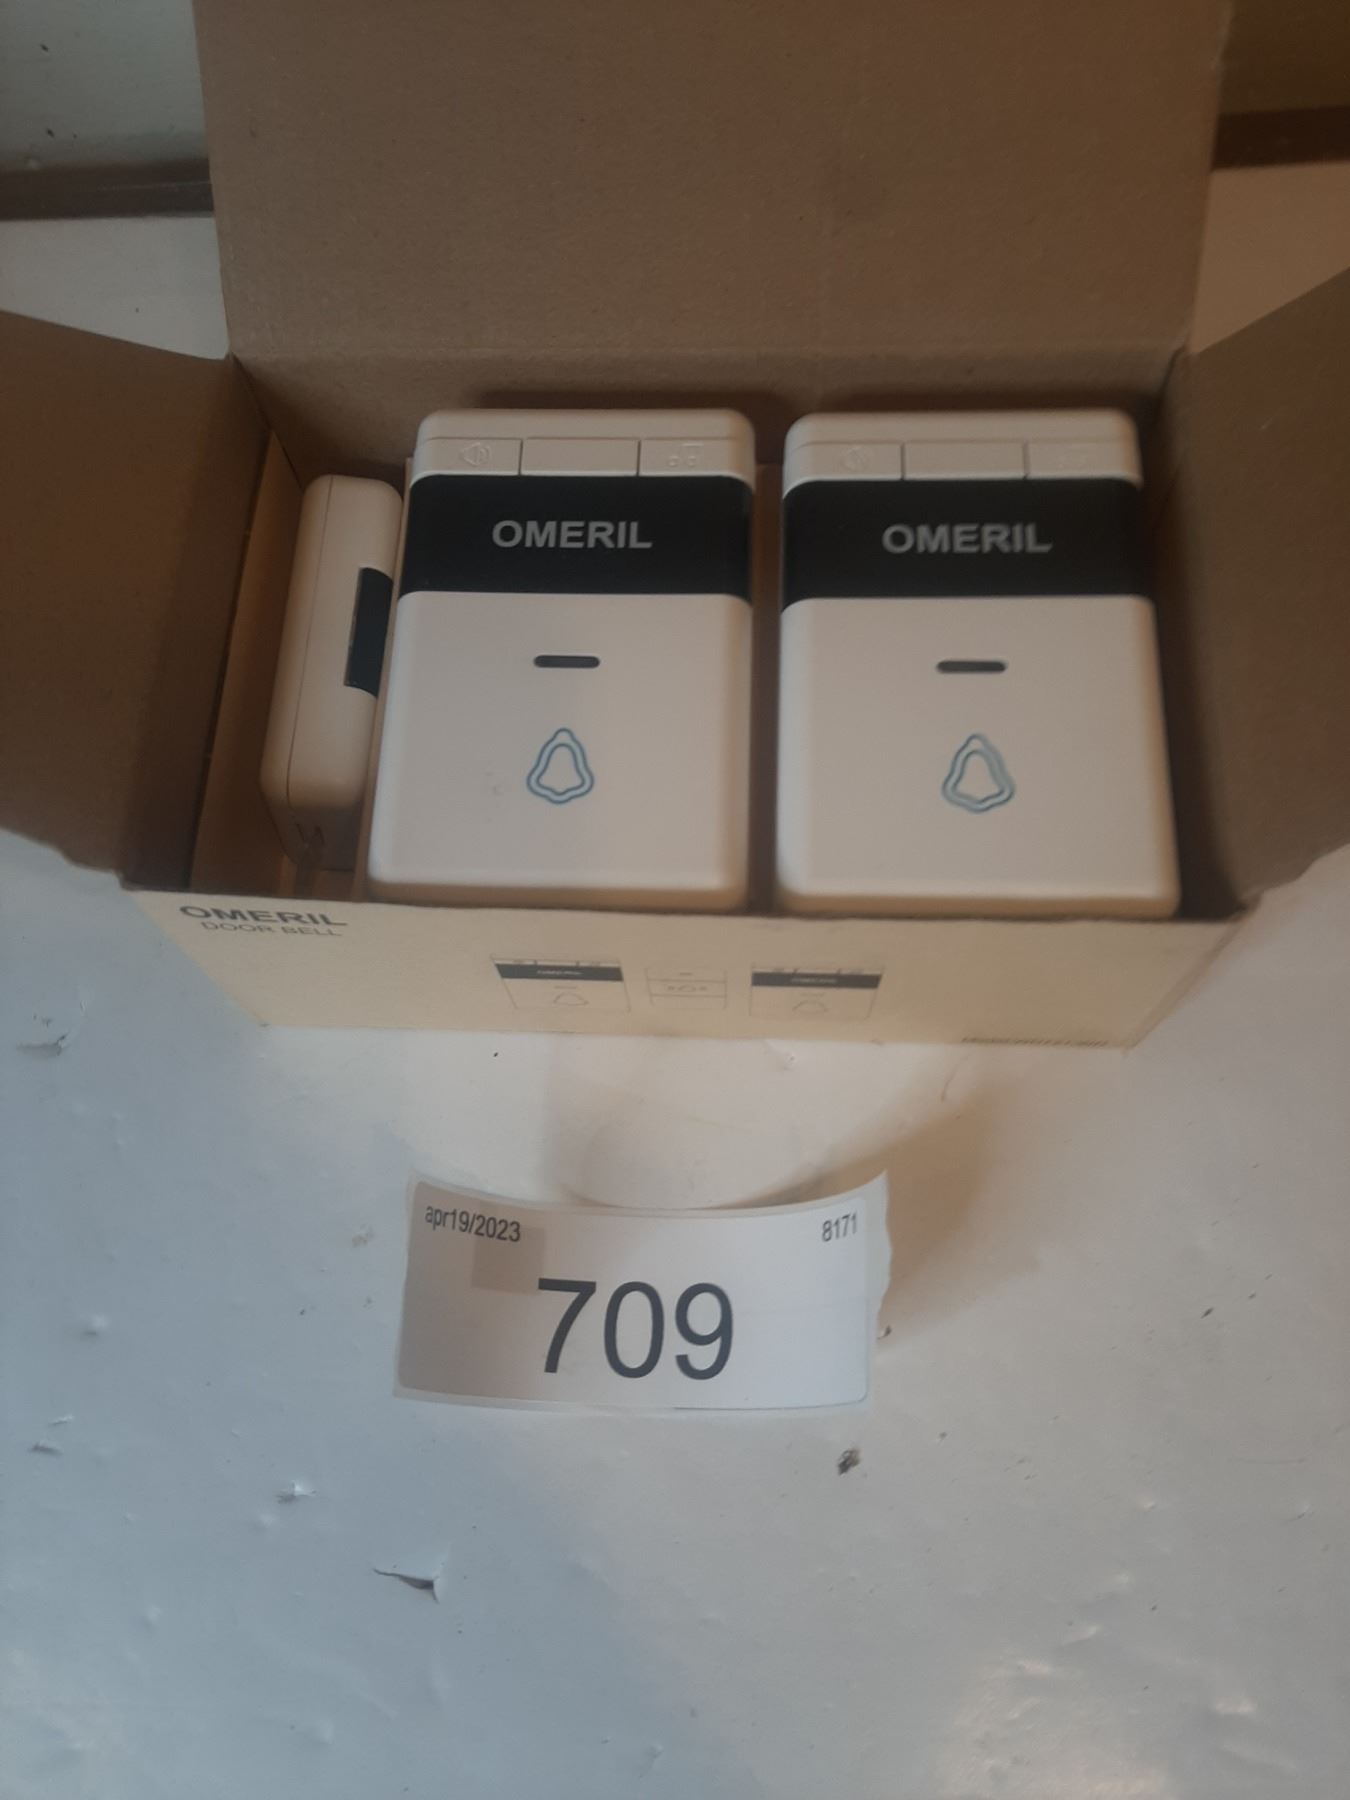 OMERIL
OMERIL
OMERIL
DOOR BELL
apr19/2023
8171
709